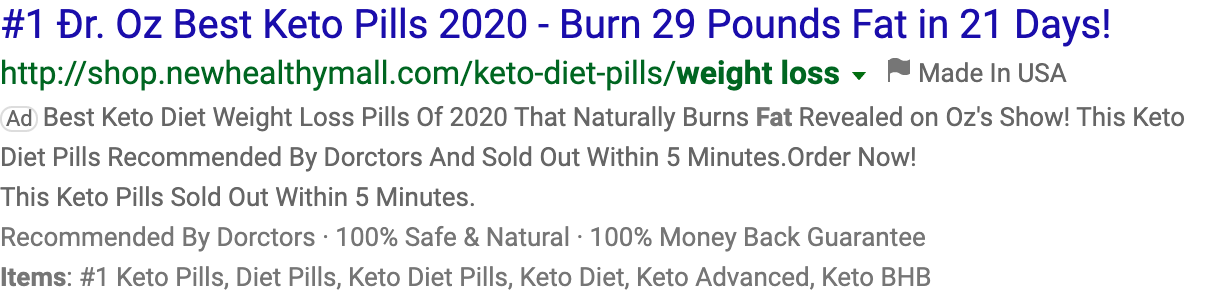 #1 Đr. Oz Best Keto Pills 2020 - Burn 29 Pounds Fat in 21 Days!
http://shop.newhealthymall.com/keto-diet-pills/weight loss Made In USA
Ad Best Keto Diet Weight Loss Pills Of 2020 That Naturally Burns Fat Revealed on Oz's Show! This Keto
Diet Pills Recommended By Dorctors And Sold Out Within 5 Minutes.Order Now!
This Keto Pills Sold Out Within 5 Minutes.
Recommended By Dorctors · 100% Safe & Natural · 100% Money Back Guarantee
Items: #1 Keto Pills, Diet Pills, Keto Diet Pills, Keto Diet, Keto Advanced, Keto BHB